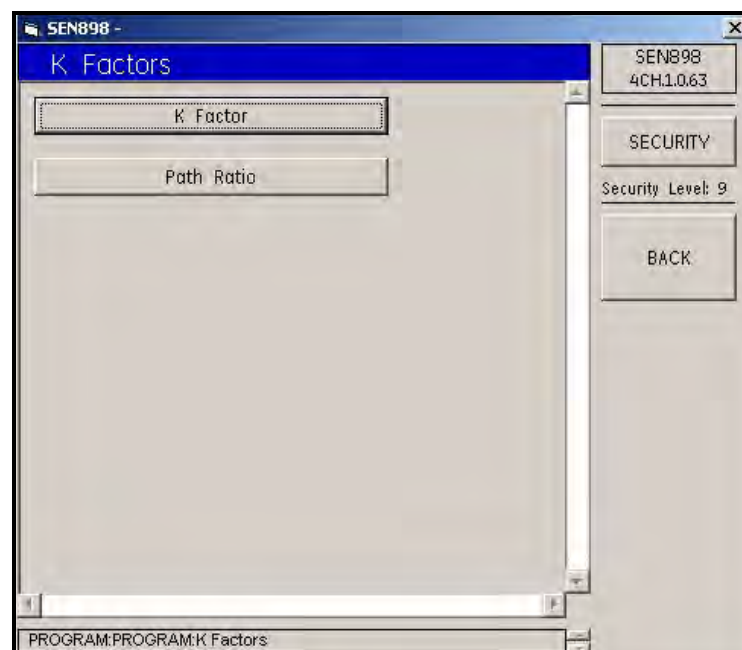 SEN898 -
K Factors
K Factor
Path Ratio
SEN898
4CH.1.0.63
SECURITY
Security Level: 9
BACK
PROGRAM:PROGRAM:K Factors